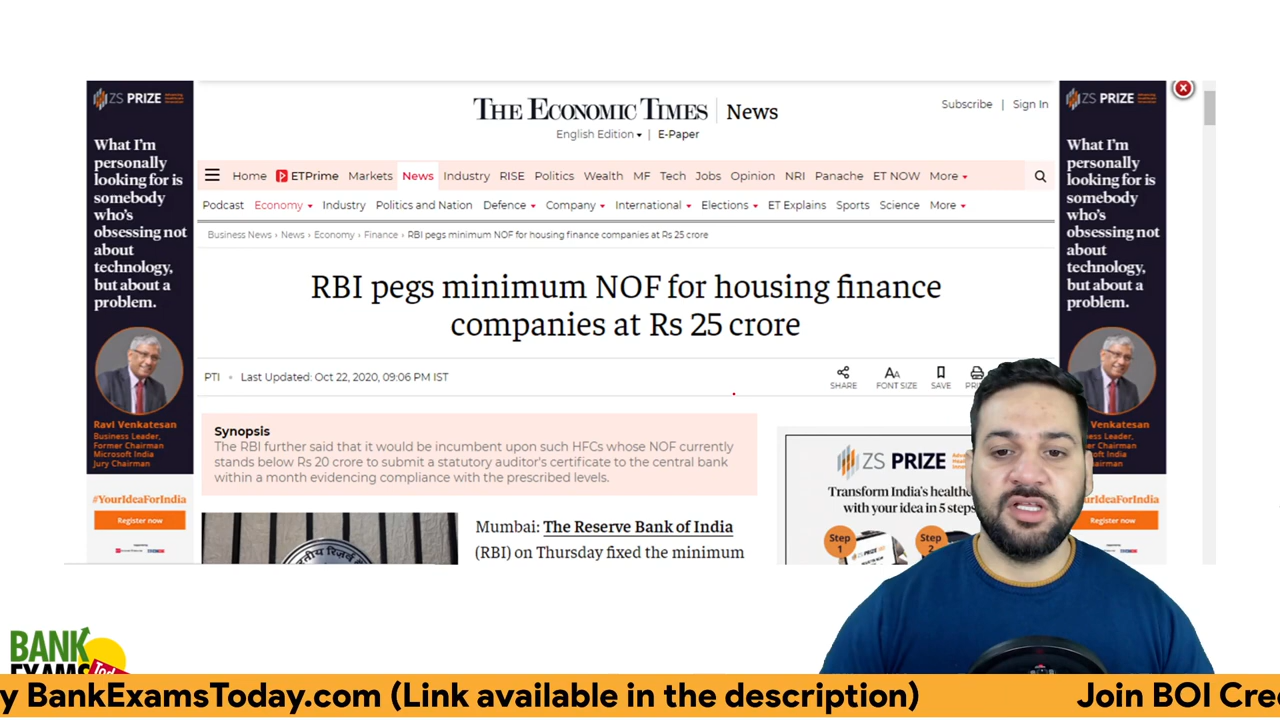 ZS PRIZE
What I'm
personally
looking for is
somebody
who's
obsessing not
about
technology,
but about a
problem.
Ravi Venkatesan
Business Leader,
Former Chairman
Microsoft India
Jury Chairman
#YourIdeaForIndia
Register now
THE ECONOMIC TIMES | News
English Edition | E-Paper
Subscribe | Sign In
Home ETPrime Markets News Industry RISE Politics Wealth MF Tech Jobs Opinion NRI Panache ET NOW More
Podcast Economy Industry Politics and Nation Defence Company International Elections ET Explains Sports Science More
Business News › News › Economy › Finance › RBI pegs minimum NOF for housing finance companies at Rs 25 crore
RBI pegs minimum NOF for housing finance
companies at Rs 25 crore
PTI • Last Updated: Oct 22, 2020, 09:06 PM IST
SHARE FONT SIZE SAVE
Synopsis
The RBI further said that it would be incumbent upon such HFCs whose NOF currently
stands below Rs 20 crore to submit a statutory auditor's certificate to the central bank
within a month evidencing compliance with the prescribed levels.
Mumbai: The Reserve Bank of India
(RBI) on Thursday fixed the minimum
ZS PRIZE
Transform India's
with your idea in 5 steps
Step
1
Step
2
ZS PRIZE
What I'm
personally
looking for is
somebody
who's
obsessing not
about
technology,
but about a
problem.
Venkatesan
Register now
BANK
EXAMS
Today
y BankExamsToday.com (Link available in the description)
Join BOI Cre